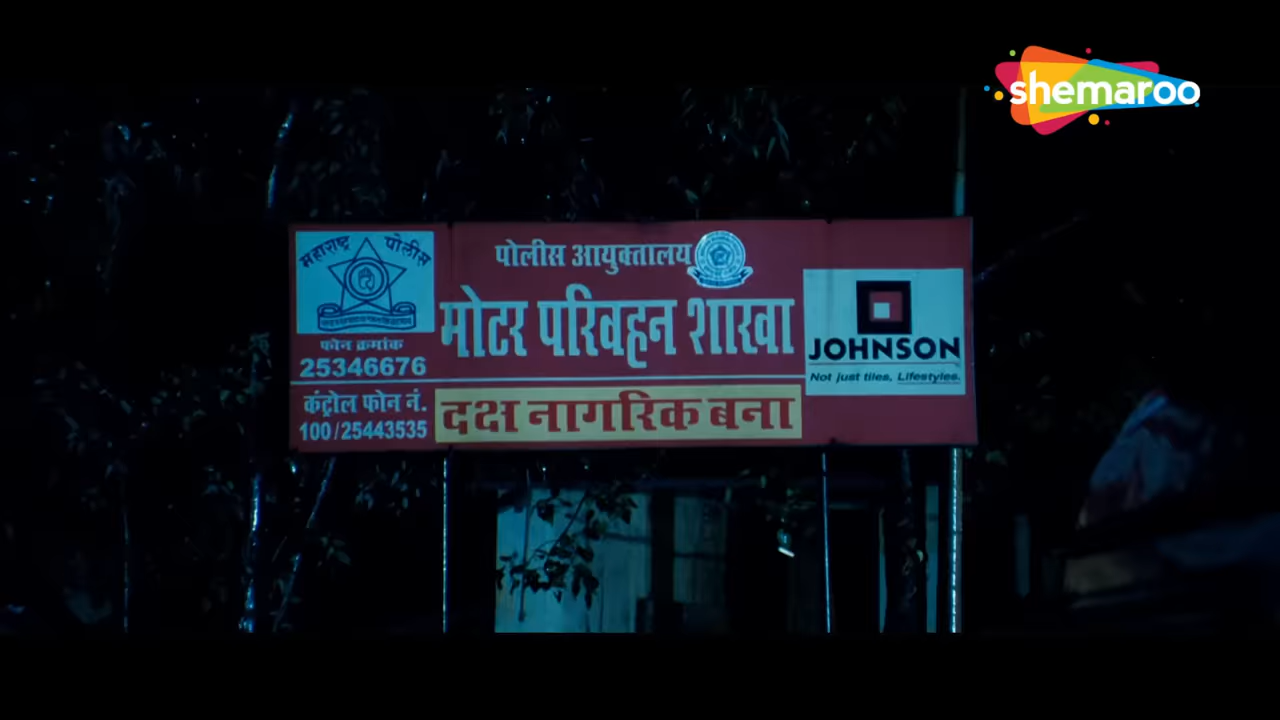 shemaroo
महाराष्ट्र पोलीस
पोलीस आयुक्तालय
मोटर परिवहन शाखा
फोन क्रमांक
25346676
कंट्रोल फोन नं.
100/25443535
दक्ष नागरिक बना
JOHNSON
Not just tiles, Lifestyles.